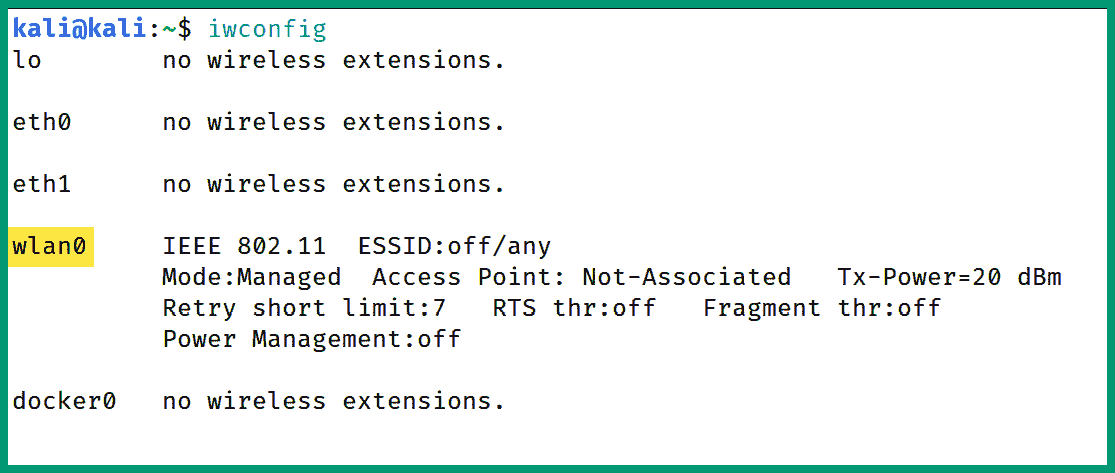 kali@kali:~$ iwconfig
lo        no wireless extensions.
eth0      no wireless extensions.
eth1      no wireless extensions.
wlan0     IEEE 802.11  ESSID:off/any
          Mode:Managed  Access Point: Not-Associated   Tx-Power=20 dBm
          Retry short limit:7   RTS thr:off   Fragment thr:off
          Power Management:off
docker0   no wireless extensions.